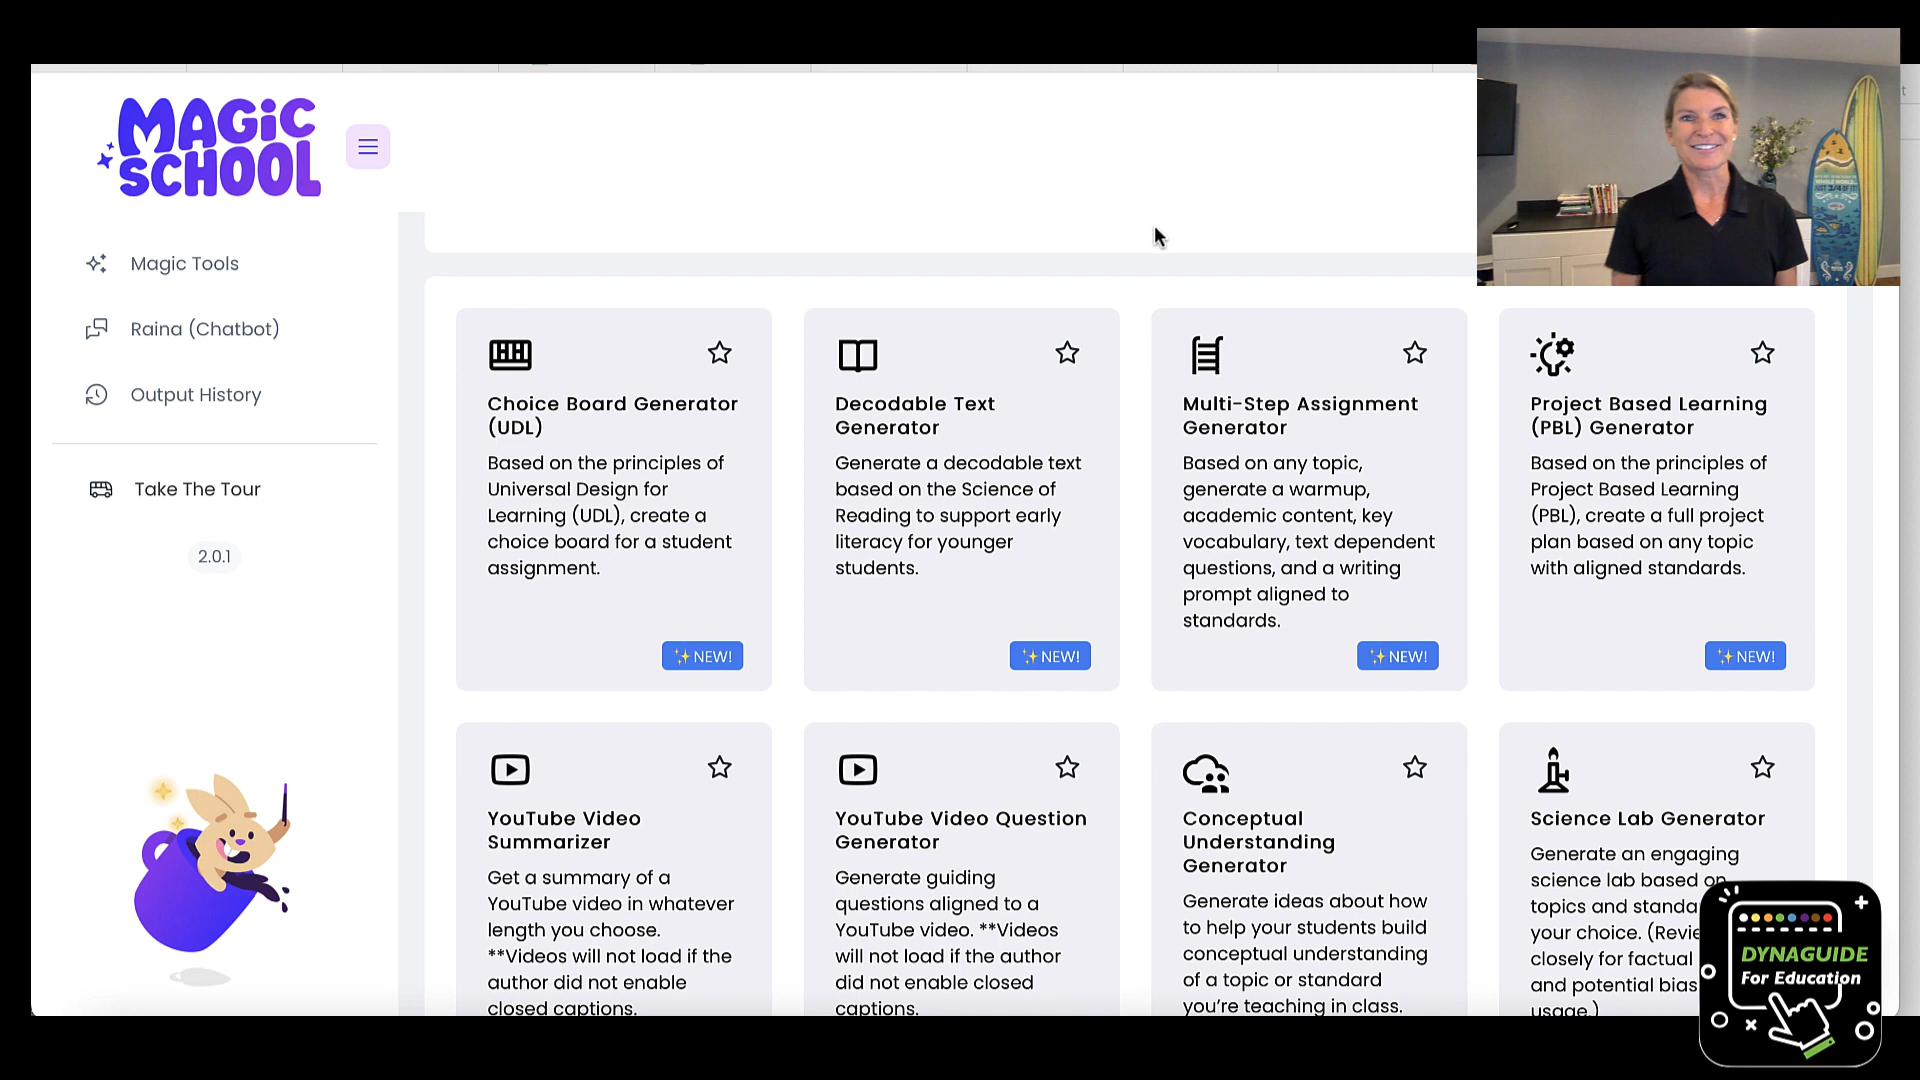 MAGIC
SCHOOL
Magic Tools
Raina (Chatbot)
Output History
Take The Tour
2.0.1
Choice Board Generator
(UDL)
Based on the principles of
Universal Design for
Learning (UDL), create a
choice board for a student
assignment.
✨NEW!
Decodable Text
Generator
Generate a decodable text
based on the Science of
Reading to support early
literacy for younger
students.
✨NEW!
Multi-Step Assignment
Generator
Based on any topic,
generate a warmup,
academic content, key
vocabulary, text dependent
questions, and a writing
prompt aligned to
standards.
✨NEW!
Project Based Learning
(PBL) Generator
Based on the principles of
Project Based Learning
(PBL), create a full project
plan based on any topic
with aligned standards.
✨NEW!
YouTube Video
Summarizer
Get a summary of a
YouTube video in whatever
length you choose.
**Videos will not load if the
author did not enable
closed captions.
YouTube Video Question
Generator
Generate guiding
questions aligned to a
YouTube video. **Videos
will not load if the author
did not enable closed
captions.
Conceptual
Understanding
Generator
Generate ideas about how
to help your students build
conceptual understanding
of a topic or standard
you're teaching in class.
Science Lab Generator
Generate an engaging
science lab based on
topics and standa
your choice. (Revie
closely for factual
and potential bias
usage.)
DYNAGUIDE
For Education